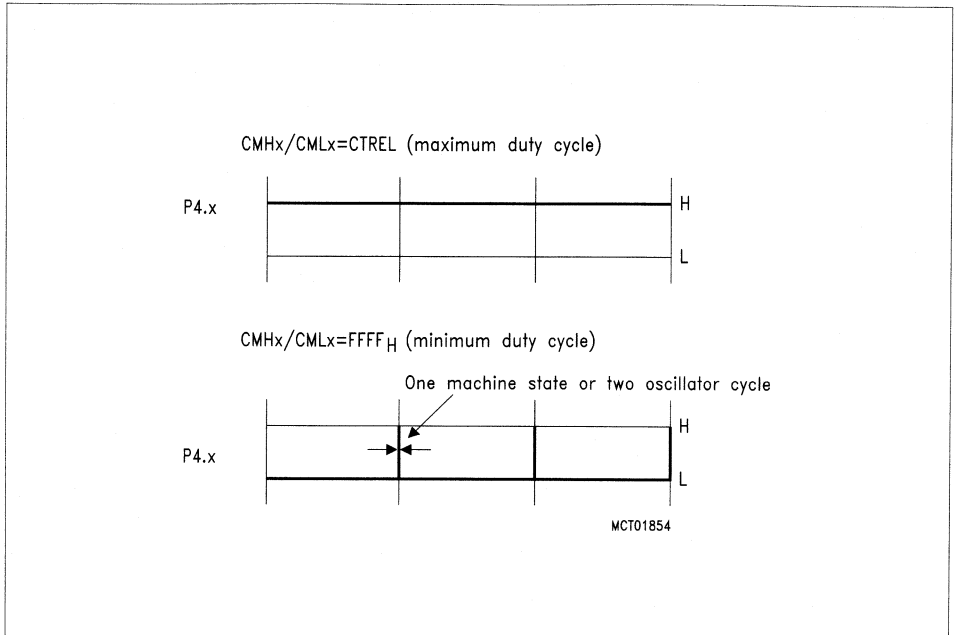 CMHx/CMLx=CTREL (maximum duty cycle)
P4.x
H
L
CMHx/CMLx=FFFFH (minimum duty cycle)
One machine state or two oscillator cycle
H
P4.x
L
MCT01854